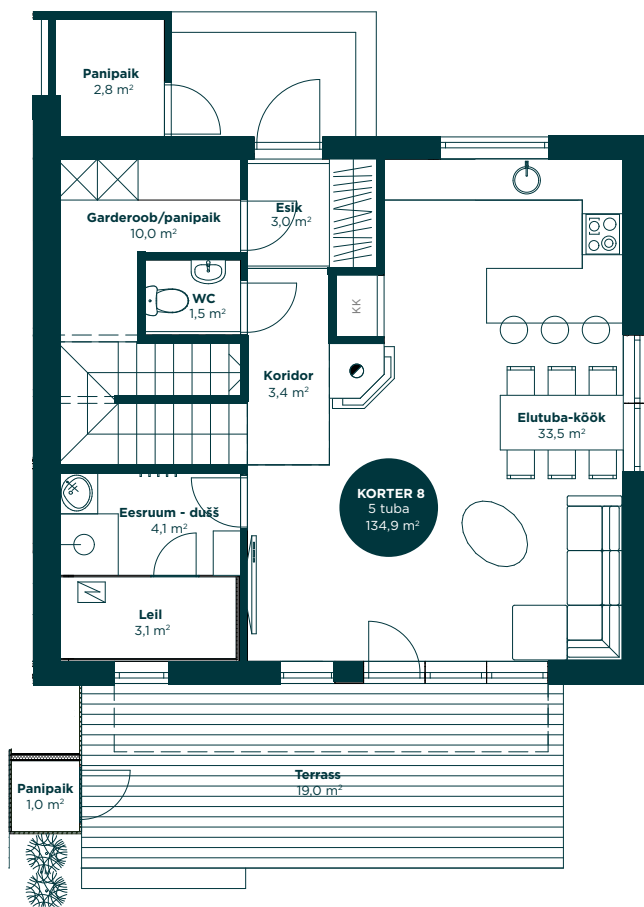 Panipaik
2,8 m²
Garderoob/panipaik
10,0 m²
Esik
3,0 m²
WC
1,5 m²
KK
Koridor
3,4 m²
Elutuba-köök
33,5 m²
KORTER 8
5 tuba
134,9 m²
Eesruum - dušš
4,1 m²
Leil
3,1 m²
Terrass
19,0 m²
Panipaik
1,0 m²